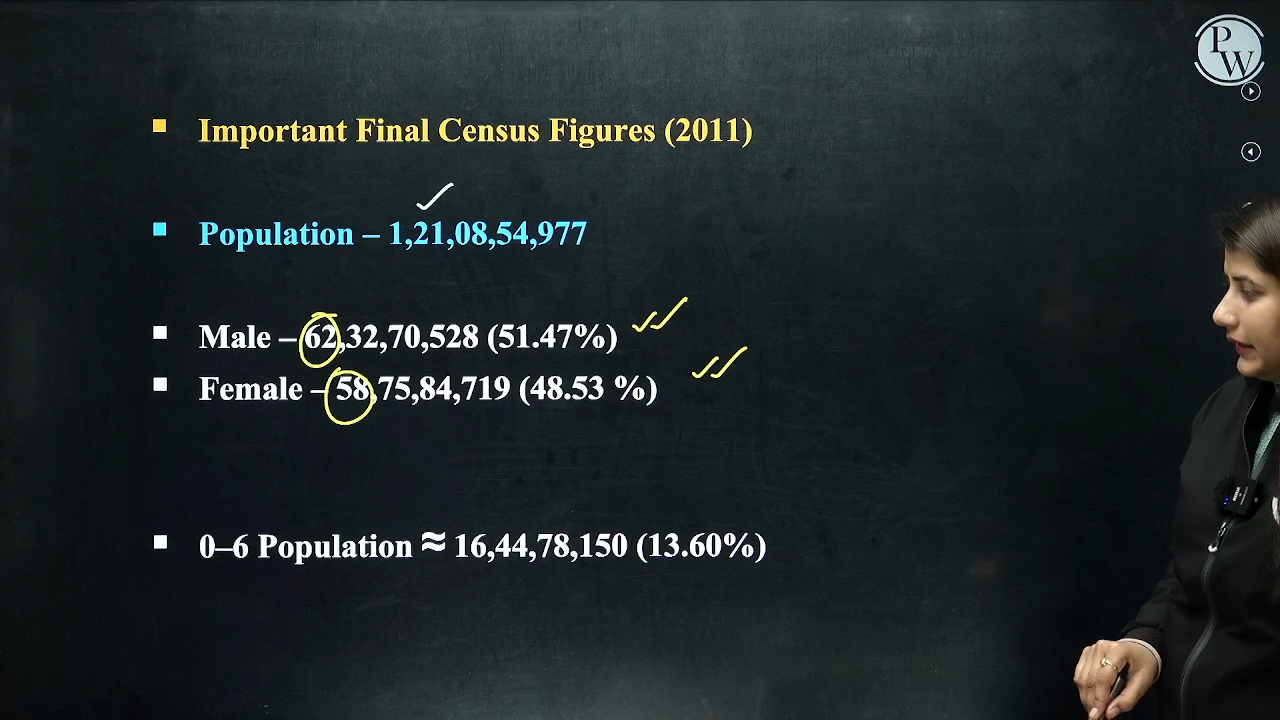 PW
Important Final Census Figures (2011)
Population – 1,21,08,54,977
Male – 62,32,70,528 (51.47%)
Female – 58,75,84,719 (48.53 %)
0–6 Population ≈ 16,44,78,150 (13.60%)